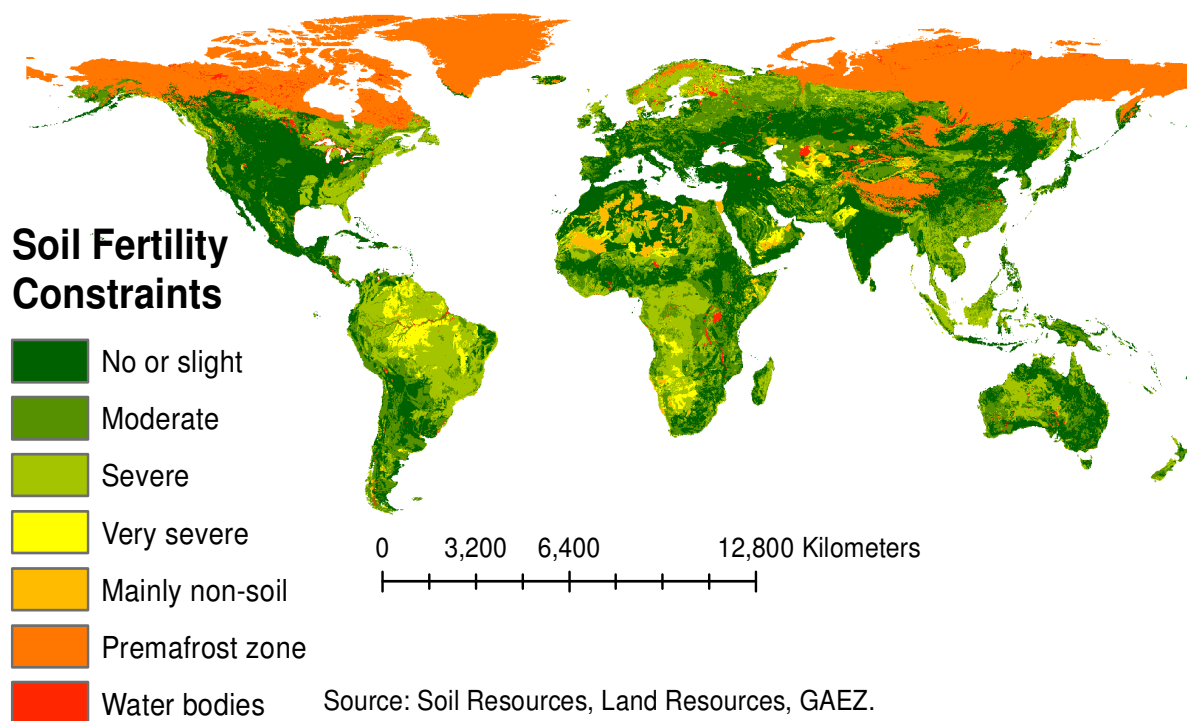 Soil Fertility
Constraints
No or slight
Moderate
Severe
Very severe
Mainly non-soil
Premafrost zone
Water bodies
0 3,200 6,400 12,800 Kilometers
Source: Soil Resources, Land Resources, GAEZ.